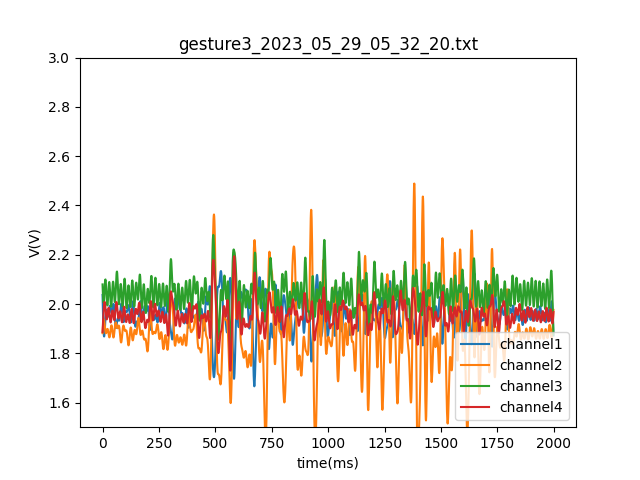 gesture3_2023_05_29_05_32_20.txt
3.0
2.8
2.6
2.4
2.2
2.0
1.8
1.6
V(V)
channel1
channel2
channel3
channel4
0 250 500 750 1000 1250 1500 1750 2000
time(ms)